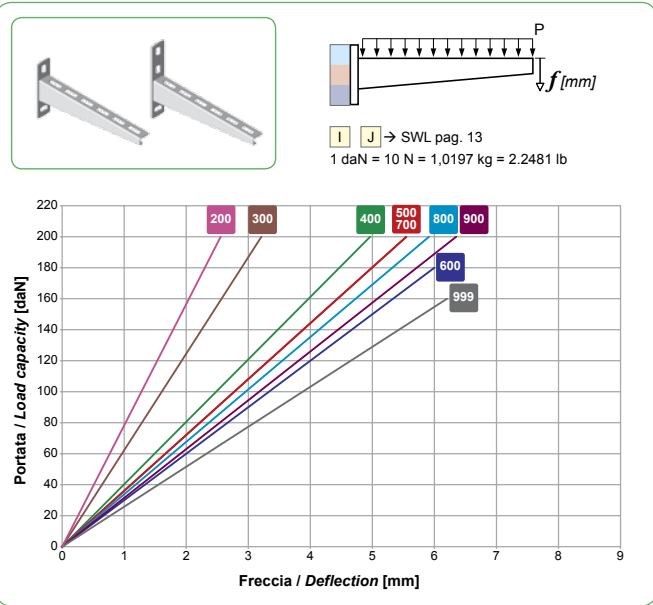 P
f [mm]
I J → SWL pag. 13
1 daN = 10 N = 1,0197 kg = 2.2481 lb
Portata / Load capacity [daN]
220
200
180
160
140
120
100
80
60
40
20
0
200 300 400 500 700 800 900
600
999
0 1 2 3 4 5 6 7 8 9
Freccia / Deflection [mm]